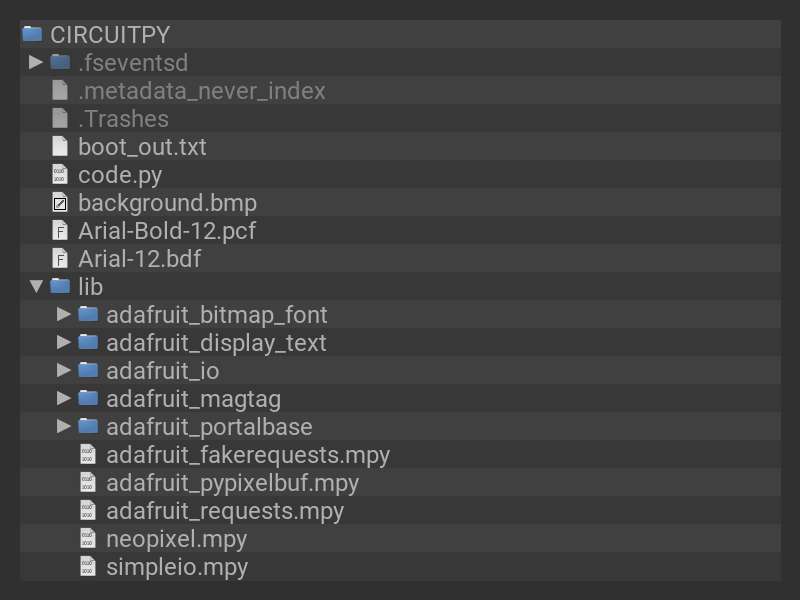 CIRCUITPY
.fseventsd
.metadata_never_index
.Trashes
boot_out.txt
code.py
background.bmp
Arial-Bold-12.pcf
Arial-12.bdf
lib
adafruit_bitmap_font
adafruit_display_text
adafruit_io
adafruit_magtag
adafruit_portalbase
adafruit_fakerequests.mpy
adafruit_pypixelbuf.mpy
adafruit_requests.mpy
neopixel.mpy
simpleio.mpy